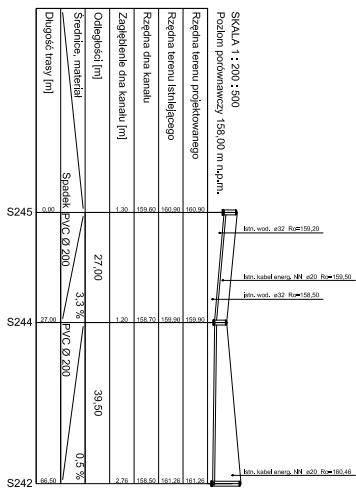 SKALA 1 : 200 : 500
Poziom porównawczy 158,00 m n.p.m.
Istn. wod. ø32 Ro=159,20
Istn. kabel energ. NN ø20 Ro=159,50
Istn. wod. ø32 Ro=158,50
Istn. kabel energ. NN ø20 Ro=160,46
Rzędna terenu projektowanego
160,90 159,90 161,26
Rzędna terenu istniejącego
160,90 159,90 161,26
Rzędna dna kanału
159,60 158,70 158,50
Zagłębienie dna kanału [m]
1,30 1,20 2,76
Odległości [m]
27,00 39,50
Średnice, materiał
Spadek
PVC Ø 200 3,3 %
PVC Ø 200 0,5 %
Długość trasy [m]
0,00 27,00 66,50
S245 S244 S242